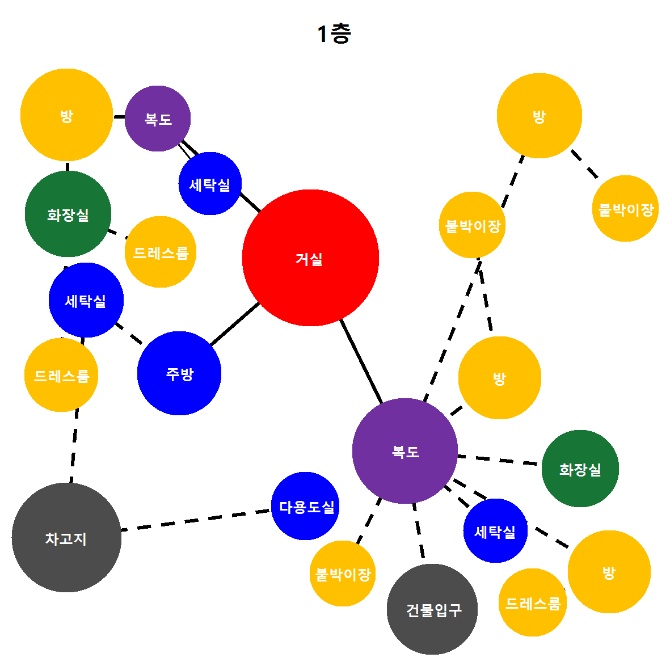 1층
방
복도
방
세탁실
화장실
붙박이장
붙박이장
드레스룸
거실
세탁실
드레스룸
주방
방
복도
화장실
다용도실
세탁실
차고지
붙박이장
방
드레스룸
건물입구